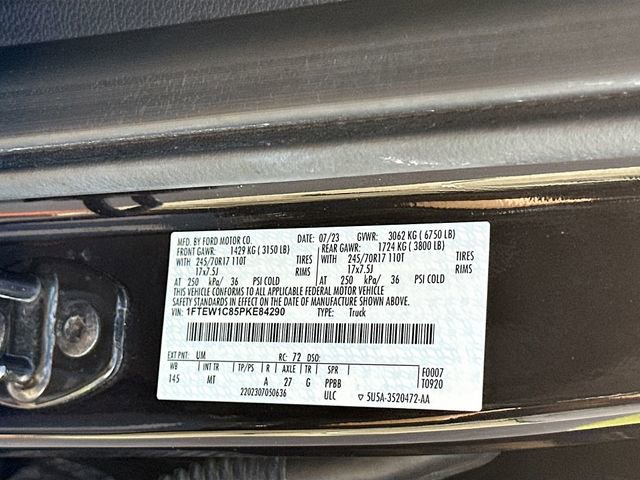 MFD. BY FORD MOTOR CO. DATE: 07/23 GVWR: 3062 KG ( 6750 LB)
FRONT GAWR: 1429 KG ( 3150 LB) REAR GAWR: 1724 KG ( 3800 LB)
245/70R17 110T TIRES 245/70R17 110T TIRES
17x7.5J RIMS 17x7.5J RIMS
AT 250 kPa/ 36 PSI COLD AT 250 kPa/ 36 PSI COLD
THIS VEHICLE CONFORMS TO ALL APPLICABLE FEDERAL MOTOR VEHICLE
SAFETY STANDARDS IN EFFECT ON THE DATE OF MANUFACTURE SHOWN ABOVE.
VIN: 1FTEW1C85PKE84290 TYPE: Truck
EXT PNT: UM RC: 72 DSO:
WB INT TR TP/PS R AXLE TR SPR F0007
145 MT A 27 G PPBB T0920
2202307050636 ULC ▽ 5U5A-3520472-AA